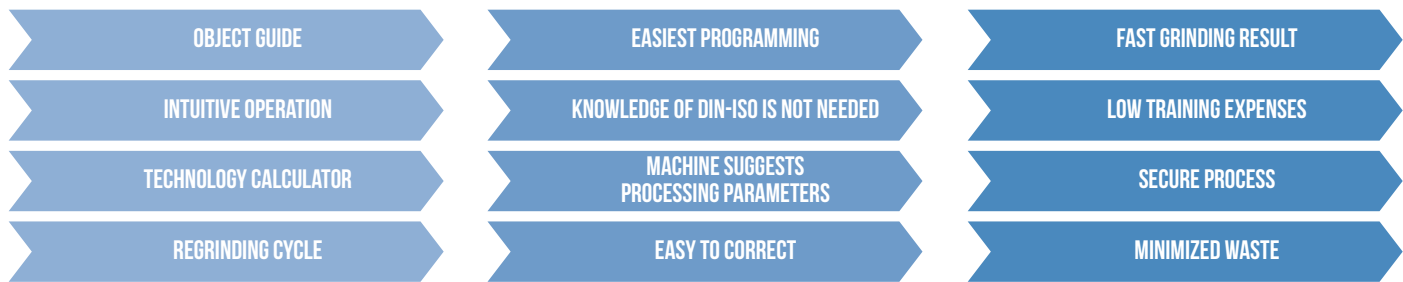 OBJECT GUIDE
EASIEST PROGRAMMING
FAST GRINDING RESULT
INTUITIVE OPERATION
KNOWLEDGE OF DIN-ISO IS NOT NEEDED
LOW TRAINING EXPENSES
TECHNOLOGY CALCULATOR
MACHINE SUGGESTS
PROCESSING PARAMETERS
SECURE PROCESS
REGRINDING CYCLE
EASY TO CORRECT
MINIMIZED WASTE